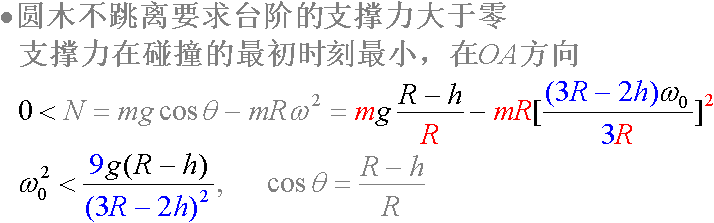 ●圆木不跳离要求台阶的支撑力大于零
支撑力在碰撞的最初时刻最小，在OA方向
0 < N = mg cos θ − mRω² = mg (R − h)/R − mR[(3R − 2h)ω₀/3R]²
ω₀² < 9g(R − h)/(3R − 2h)², cos θ = (R − h)/R